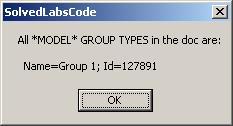 SolvedLabsCode
All *MODEL* GROUP TYPES in the doc are:
Name=Group 1; Id=127891
OK